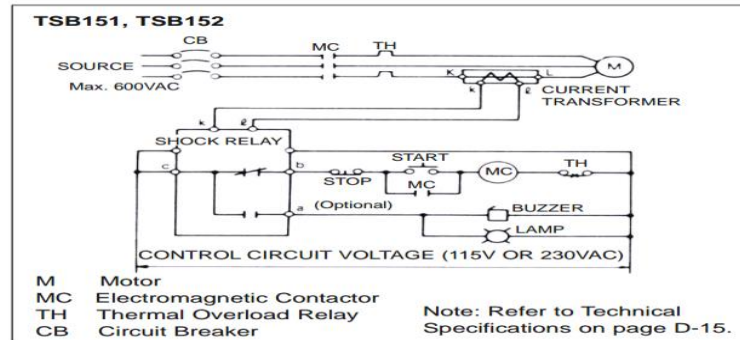 TSB151, TSB152
CB
MC
TH
SOURCE
K
L
M
Max. 600VAC
k
ℓ
CURRENT
TRANSFORMER
k
ℓ
SHOCK RELAY
START
c
b
MC
TH
STOP
MC
a
(Optional)
BUZZER
LAMP
CONTROL CIRCUIT VOLTAGE (115V OR 230VAC)
M Motor
MC Electromagnetic Contactor
TH Thermal Overload Relay
CB Circuit Breaker
Note: Refer to Technical
Specifications on page D-15.